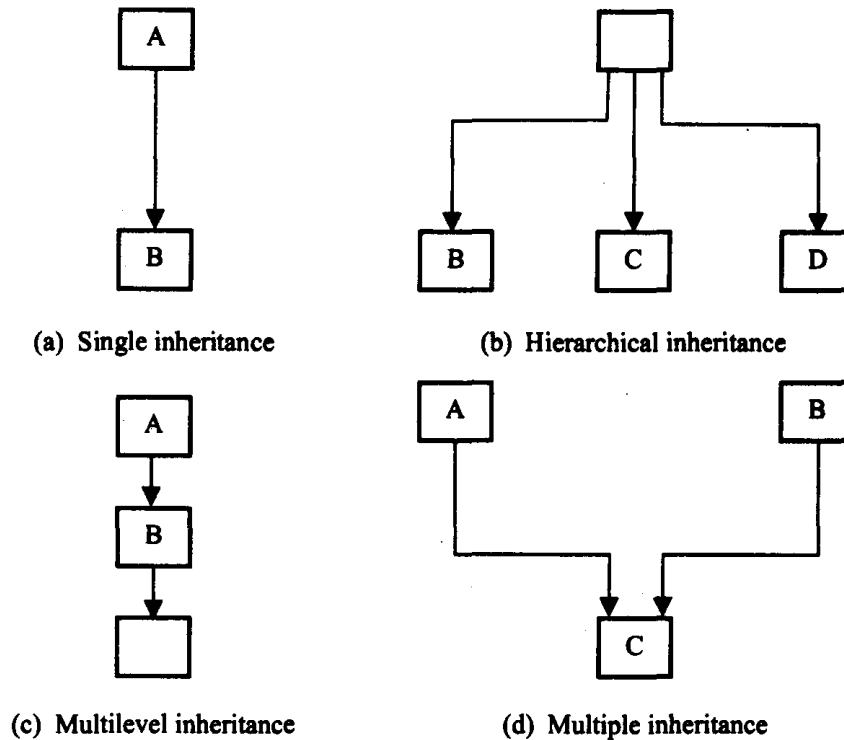 A
B
(a) Single inheritance
B
C
D
(b) Hierarchical inheritance
A
B
(c) Multilevel inheritance
A
B
C
(d) Multiple inheritance